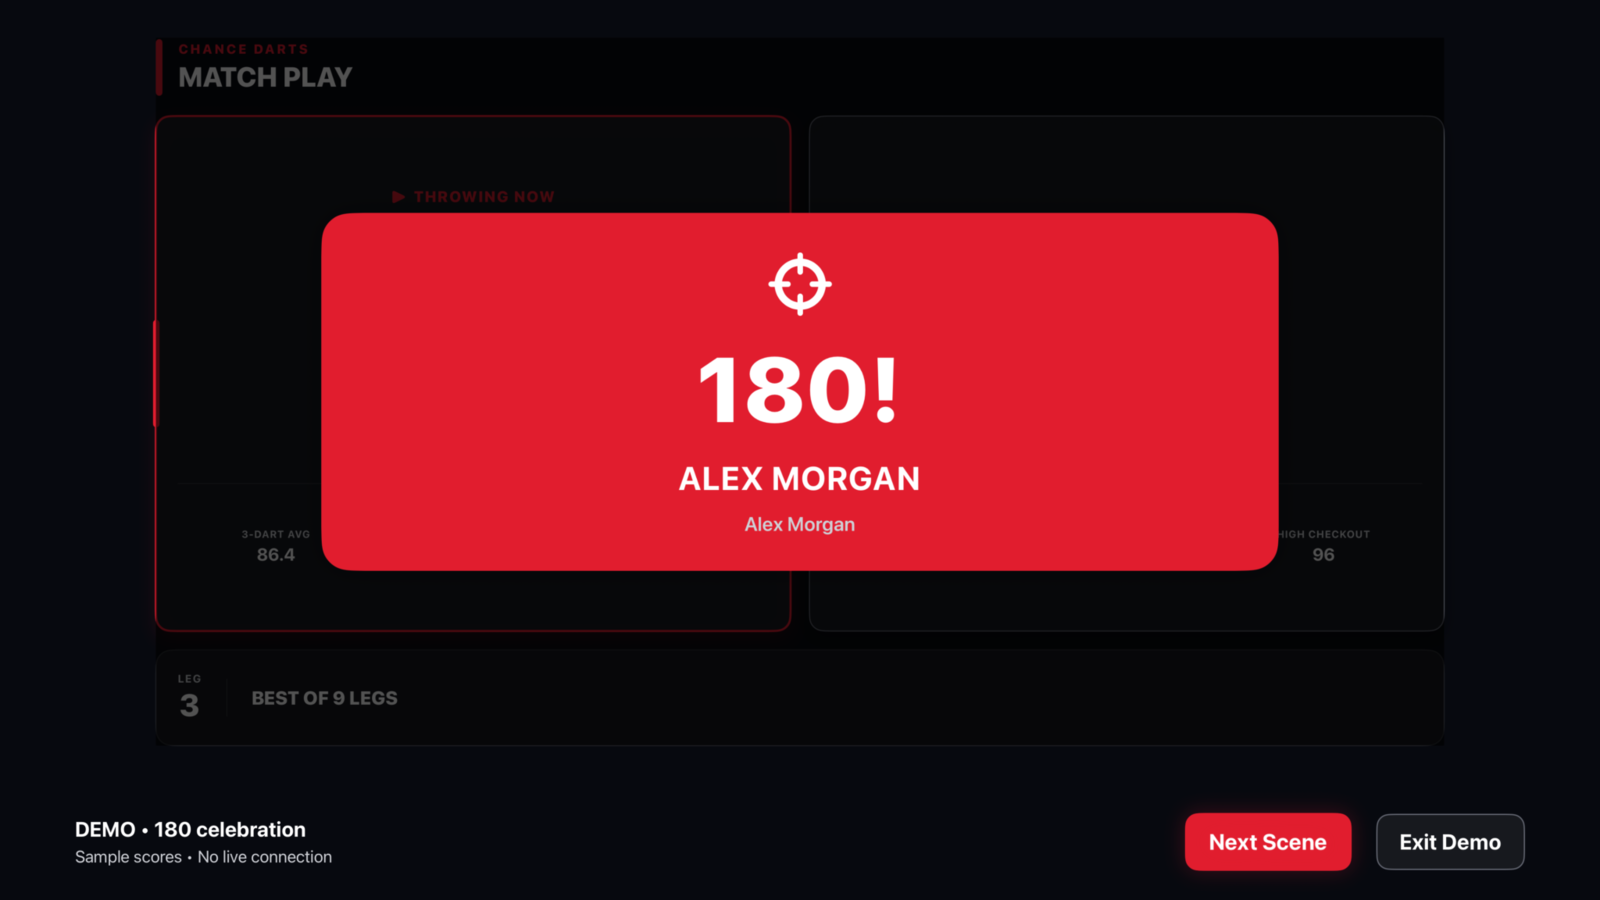 CHANCE DARTS
MATCH PLAY
▶ THROWING NOW
180!
ALEX MORGAN
Alex Morgan
3-DART AVG
86.4
HIGH CHECKOUT
96
LEG
3
BEST OF 9 LEGS
DEMO • 180 celebration
Sample scores • No live connection
Next Scene
Exit Demo